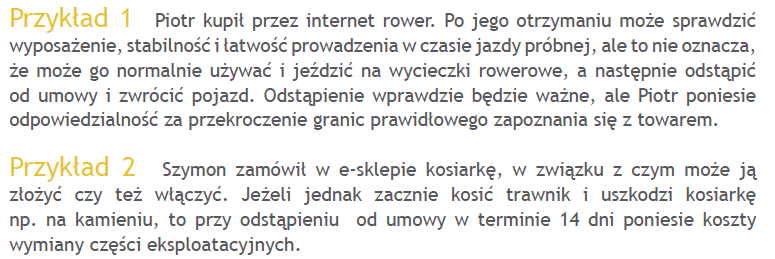 Przykład 1 Piotr kupił przez internet rower. Po jego otrzymaniu może sprawdzić
wyposażenie, stabilność i łatwość prowadzenia w czasie jazdy próbnej, ale to nie oznacza,
że może go normalnie używać i jeździć na wycieczki rowerowe, a następnie odstąpić
od umowy i zwrócić pojazd. Odstąpienie wprawdzie będzie ważne, ale Piotr poniesie
odpowiedzialność za przekroczenie granic prawidłowego zapoznania się z towarem.
Przykład 2 Szymon zamówił w e-sklepie kosiarkę, w związku z czym może ją
złożyć czy też włączyć. Jeżeli jednak zacznie kosić trawnik i uszkodzi kosiarkę
np. na kamieniu, to przy odstąpieniu od umowy w terminie 14 dni poniesie koszty
wymiany części eksploatacyjnych.